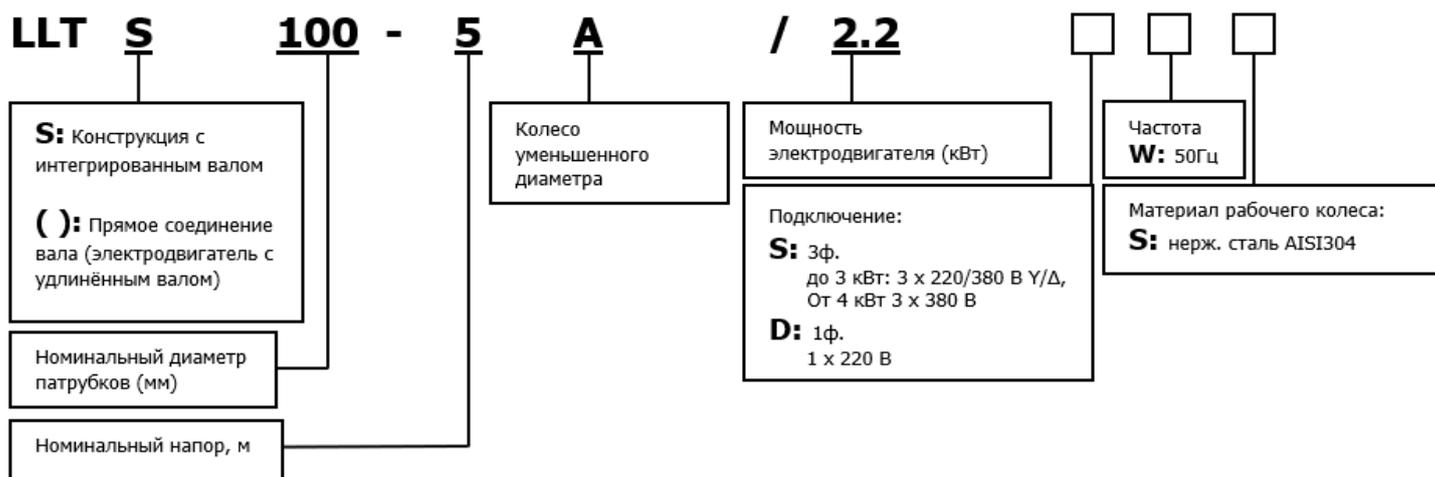 LLT S 100 - 5 A / 2.2
S: Конструкция с
интегрированным валом
( ): Прямое соединение
вала (электродвигатель с
удлинённым валом)
Номинальный диаметр
патрубков (мм)
Номинальный напор, м
Колесо
уменьшенного
диаметра
Мощность
электродвигателя (кВт)
Подключение:
S: 3ф.
до 3 кВт: 3 x 220/380 В Y/Δ,
От 4 кВт 3 x 380 В
D: 1ф.
1 x 220 В
Частота
W: 50Гц
Материал рабочего колеса:
S: нерж. сталь AISI304